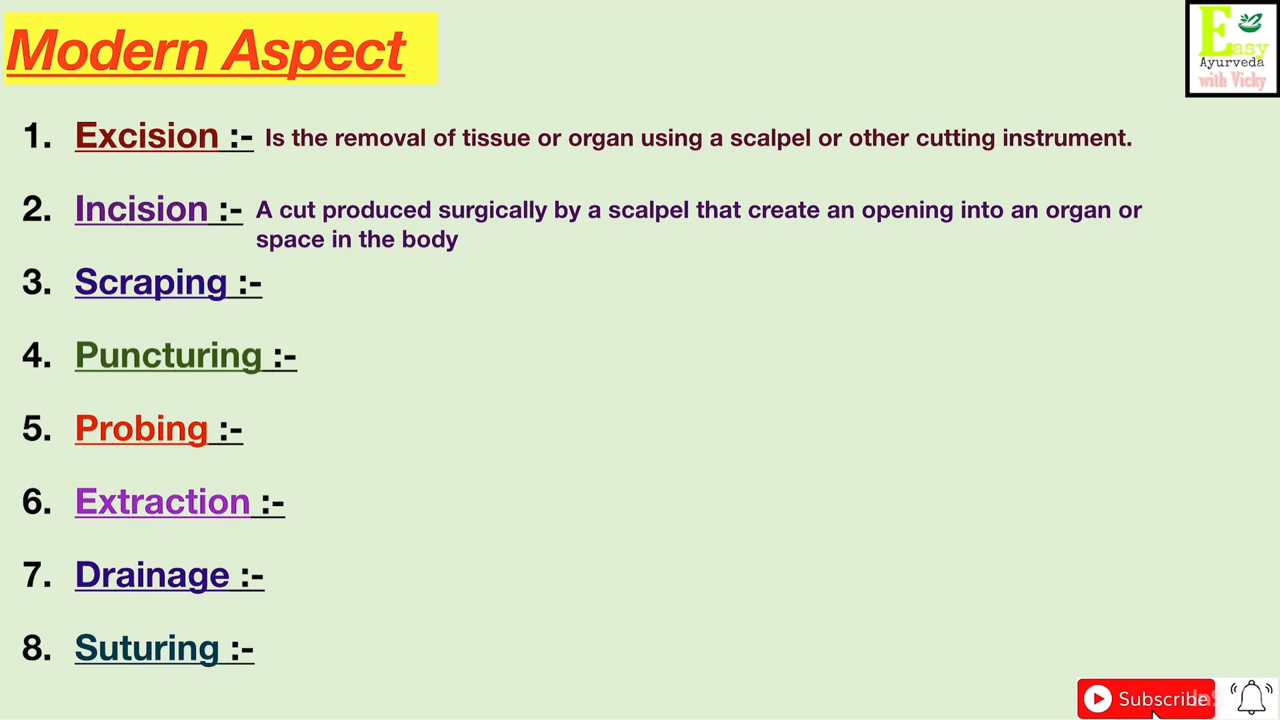 Modern Aspect
Easy
Ayurveda
with Vicky
1. Excision :- Is the removal of tissue or organ using a scalpel or other cutting instrument.
2. Incision :- A cut produced surgically by a scalpel that create an opening into an organ or
space in the body
3. Scraping :-
4. Puncturing :-
5. Probing :-
6. Extraction :-
7. Drainage :-
8. Suturing :-
Subscribe